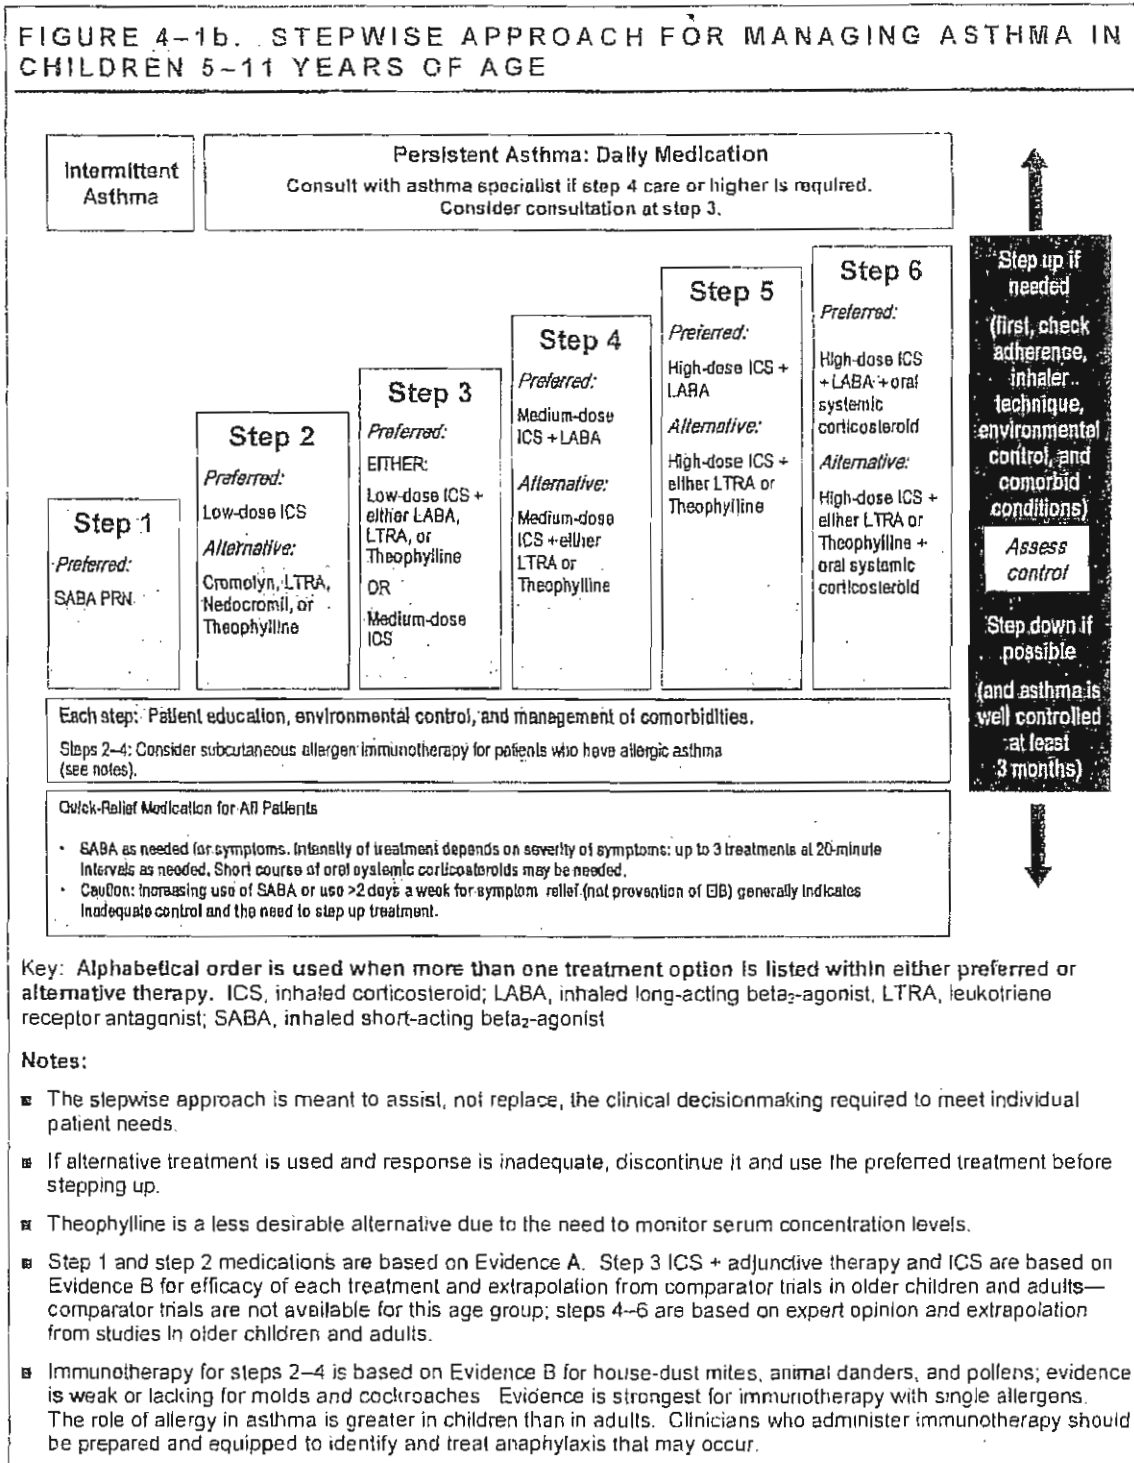 FIGURE 4–1b. STEPWISE APPROACH FOR MANAGING ASTHMA IN
CHILDREN 5–11 YEARS OF AGE
Intermittent
Asthma
Persistent Asthma: Daily Medication
Consult with asthma specialist if step 4 care or higher is required.
Consider consultation at step 3.
Step 1
Preferred:
SABA PRN
Step 2
Preferred:
Low-dose ICS
Alternative:
Cromolyn, LTRA,
Nedocromil, or
Theophylline
Step 3
Preferred:
EITHER:
Low-dose ICS +
either LABA,
LTRA, or
Theophylline
OR
Medium-dose
ICS
Step 4
Preferred:
Medium-dose
ICS + LABA
Alternative:
Medium-dose
ICS + either
LTRA or
Theophylline
Step 5
Preferred:
High-dose ICS +
LABA
Alternative:
High-dose ICS +
either LTRA or
Theophylline
Step 6
Preferred:
High-dose ICS
+ LABA + oral
systemic
corticosteroid
Alternative:
High-dose ICS +
either LTRA or
Theophylline +
oral systemic
corticosteroid
Step up if
needed
(first, check
adherence,
inhaler
technique,
environmental
control, and
comorbid
conditions)
Assess
control
Step down if
possible
(and asthma is
well controlled
at least
3 months)
Each step: Patient education, environmental control, and management of comorbidities.
Steps 2–4: Consider subcutaneous allergen immunotherapy for patients who have allergic asthma
(see notes).
Quick-Relief Medication for All Patients
• SABA as needed for symptoms. Intensity of treatment depends on severity of symptoms: up to 3 treatments at 20-minute
intervals as needed. Short course of oral systemic corticosteroids may be needed.
• Caution: Increasing use of SABA or use >2 days a week for symptom relief (not prevention of EIB) generally indicates
inadequate control and the need to step up treatment.
Key: Alphabetical order is used when more than one treatment option is listed within either preferred or
alternative therapy. ICS, inhaled corticosteroid; LABA, inhaled long-acting beta₂-agonist, LTRA, leukotriene
receptor antagonist; SABA, inhaled short-acting beta₂-agonist
Notes:
■ The stepwise approach is meant to assist, not replace, the clinical decisionmaking required to meet individual
patient needs.
■ If alternative treatment is used and response is inadequate, discontinue it and use the preferred treatment before
stepping up.
■ Theophylline is a less desirable alternative due to the need to monitor serum concentration levels.
■ Step 1 and step 2 medications are based on Evidence A. Step 3 ICS + adjunctive therapy and ICS are based on
Evidence B for efficacy of each treatment and extrapolation from comparator trials in older children and adults—
comparator trials are not available for this age group; steps 4–6 are based on expert opinion and extrapolation
from studies in older children and adults.
■ Immunotherapy for steps 2–4 is based on Evidence B for house-dust mites, animal danders, and pollens; evidence
is weak or lacking for molds and cockroaches Evidence is strongest for immunotherapy with single allergens.
The role of allergy in asthma is greater in children than in adults. Clinicians who administer immunotherapy should
be prepared and equipped to identify and treat anaphylaxis that may occur.